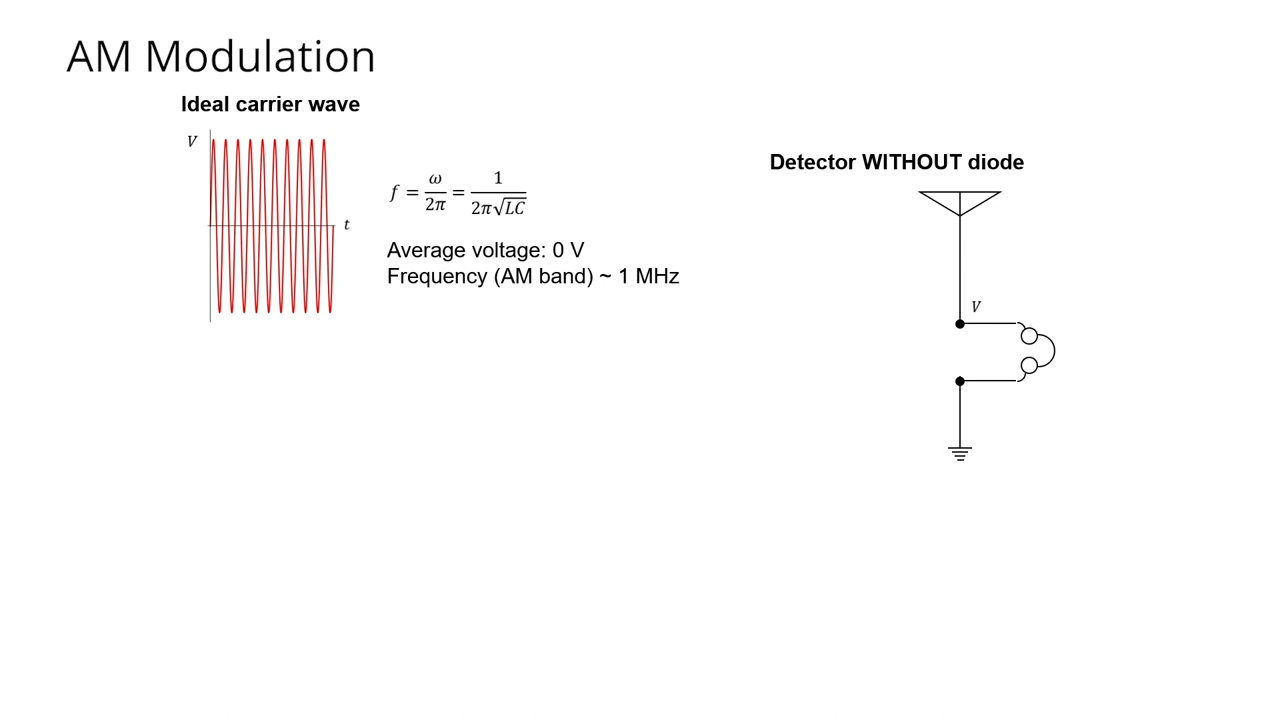 AM Modulation
Ideal carrier wave
V
t
f = ω/2π = 1/2π√LC
Average voltage: 0 V
Frequency (AM band) ~ 1 MHz
Detector WITHOUT diode
V